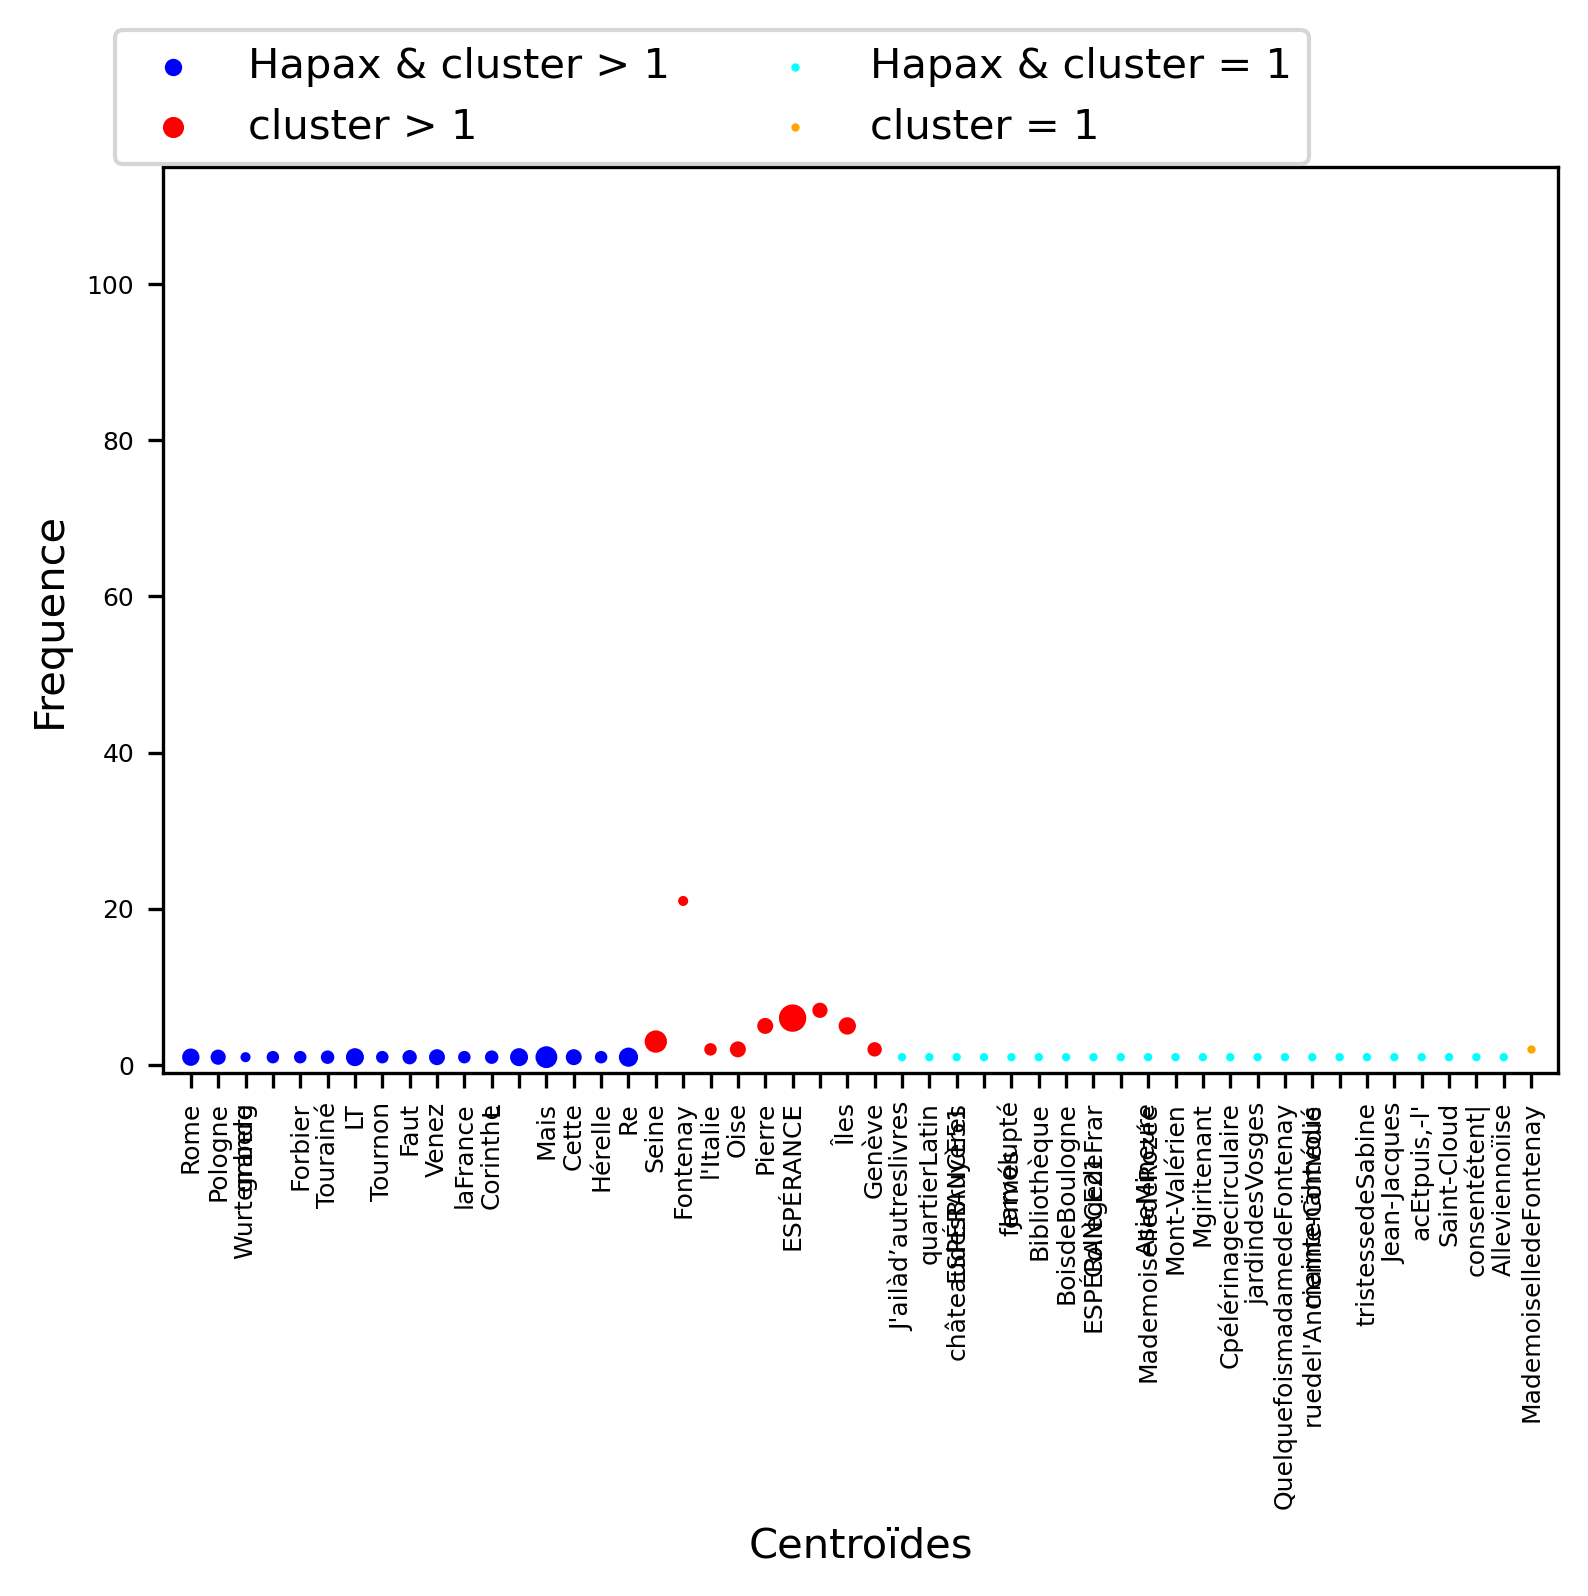 Hapax & cluster > 1
cluster > 1
Hapax & cluster = 1
cluster = 1
Frequence
100
80
60
40
20
0
Rome
Pologne
Forbier
Tourainé
LT
Tournon
Faut
Venez
laFrance
Corinthe
Mais
Cette
Hérelle
Re
Seine
Fontenay
l'Italie
Oise
Pierre
ESPÉRANCE
Îles
Genève
J'ailàd’autreslivres
quartierLatin
Bibliothèque
BoisdeBoulogne
Mont-Valérien
Mgiritenant
Cpélérinagecirculaire
jardindesVosges
QuelquefoismadamedeFontenay
tristessedeSabine
Jean-Jacques
acEtpuis,-l'
Saint-Cloud
consentétent|
Alleviennoïise
MademoiselledeFontenay
Centroïdes